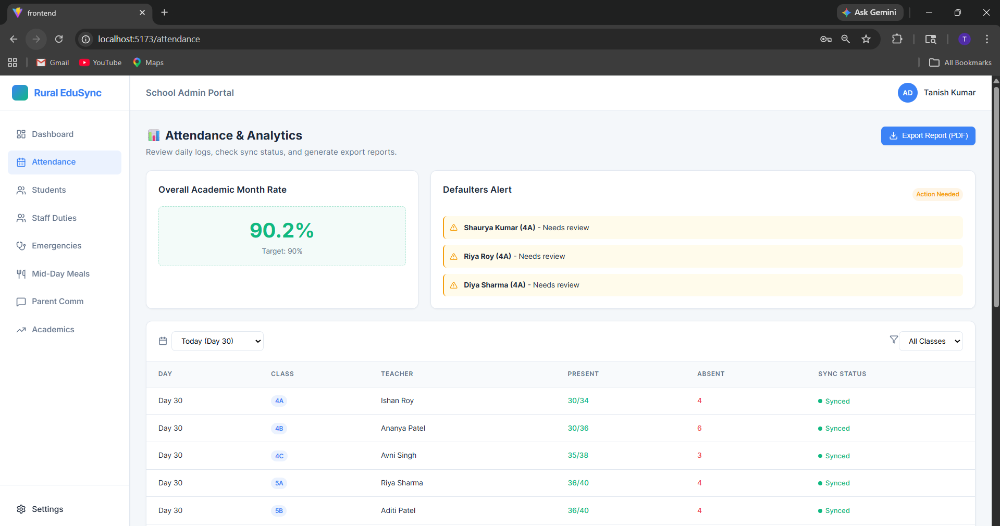 frontend
Ask Gemini
localhost:5173/attendance
T
Gmail YouTube Maps All Bookmarks
Rural EduSync
School Admin Portal
AD Tanish Kumar
Dashboard
Attendance
Students
Staff Duties
Emergencies
Mid-Day Meals
Parent Comm
Academics
Settings
Attendance & Analytics
Review daily logs, check sync status, and generate export reports.
Export Report (PDF)
Overall Academic Month Rate
90.2%
Target: 90%
Defaulters Alert
Action Needed
Shaurya Kumar (4A) - Needs review
Riya Roy (4A) - Needs review
Diya Sharma (4A) - Needs review
Today (Day 30) All Classes
DAY CLASS TEACHER PRESENT ABSENT SYNC STATUS
Day 30 4A Ishan Roy 30/34 4 Synced
Day 30 4B Ananya Patel 30/36 6 Synced
Day 30 4C Avni Singh 35/38 3 Synced
Day 30 5A Riya Sharma 36/40 4 Synced
Day 30 5B Aditi Patel 36/40 4 Synced